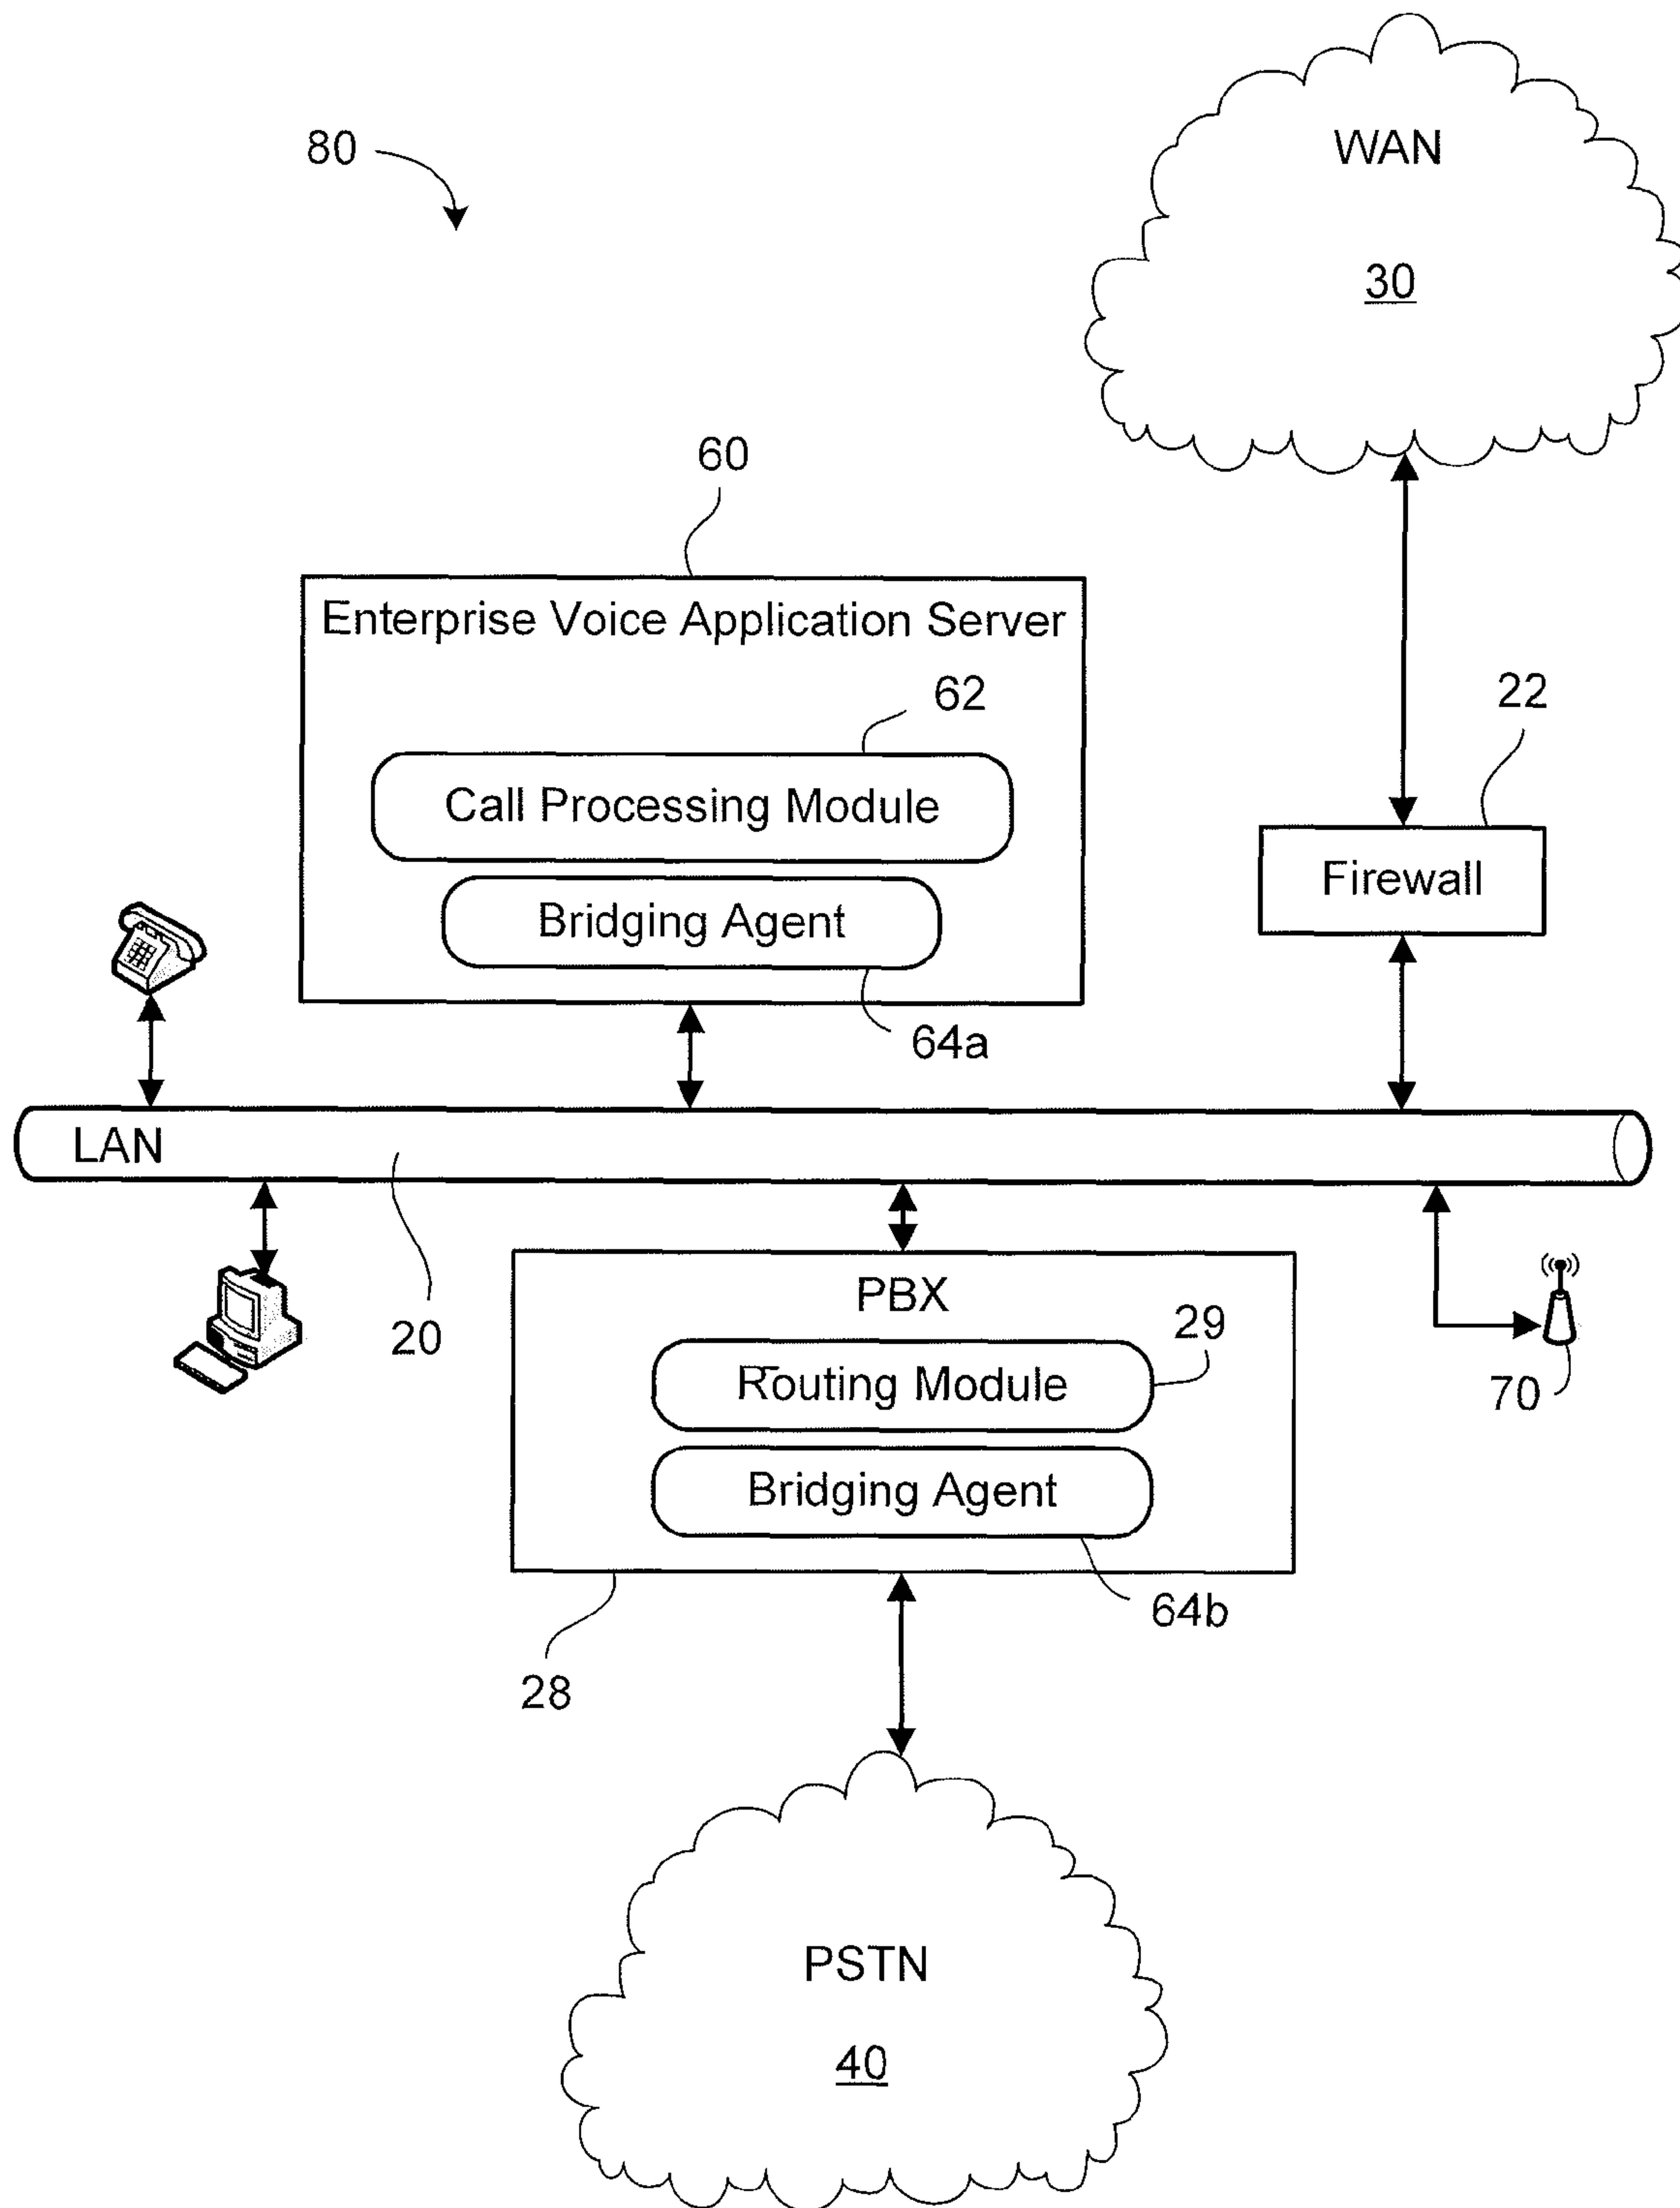 80
WAN
30
60
Enterprise Voice Application Server
62
22
Call Processing Module
Firewall
Bridging Agent
64a
LAN
20
PBX
29
Routing Module
70
Bridging Agent
64b
28
PSTN
40